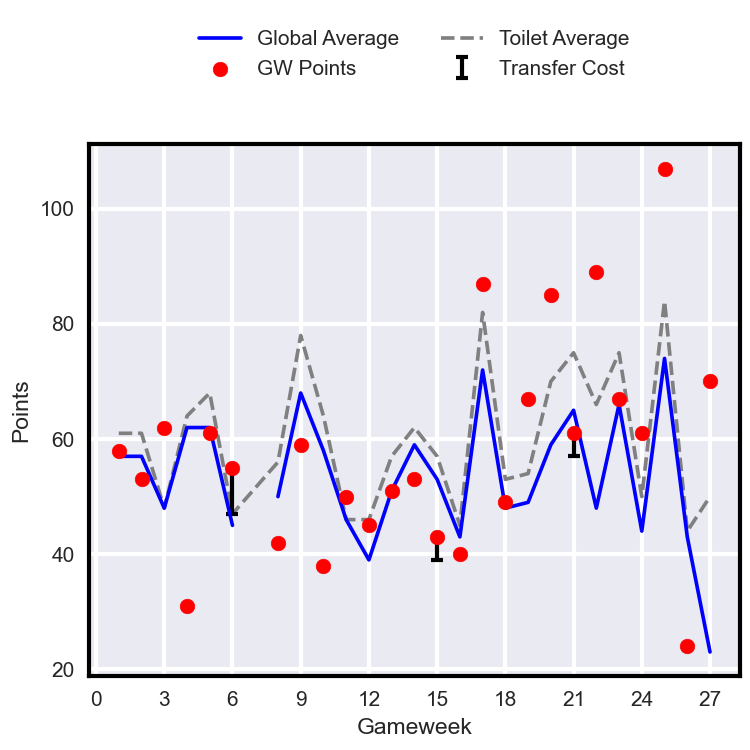 Global Average
Toilet Average
GW Points
Transfer Cost
100
80
60
40
20
Points
0 3 6 9 12 15 18 21 24 27
Gameweek